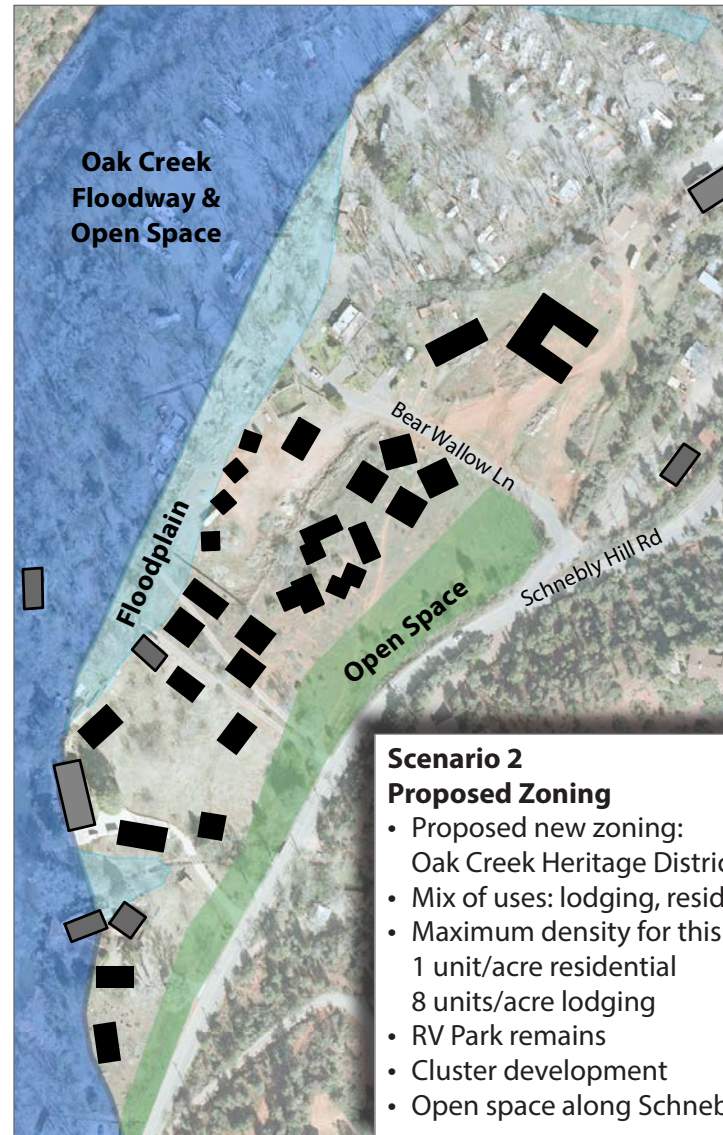 Oak Creek
Floodway &
Open Space
Bear Wallow Ln
Floodplain
Schnebly Hill Rd
Open Space
Scenario 2
Proposed Zoning
• Proposed new zoning:
Oak Creek Heritage Distric
• Mix of uses: lodging, resid
• Maximum density for this
1 unit/acre residential
8 units/acre lodging
• RV Park remains
• Cluster development
• Open space along Schneb